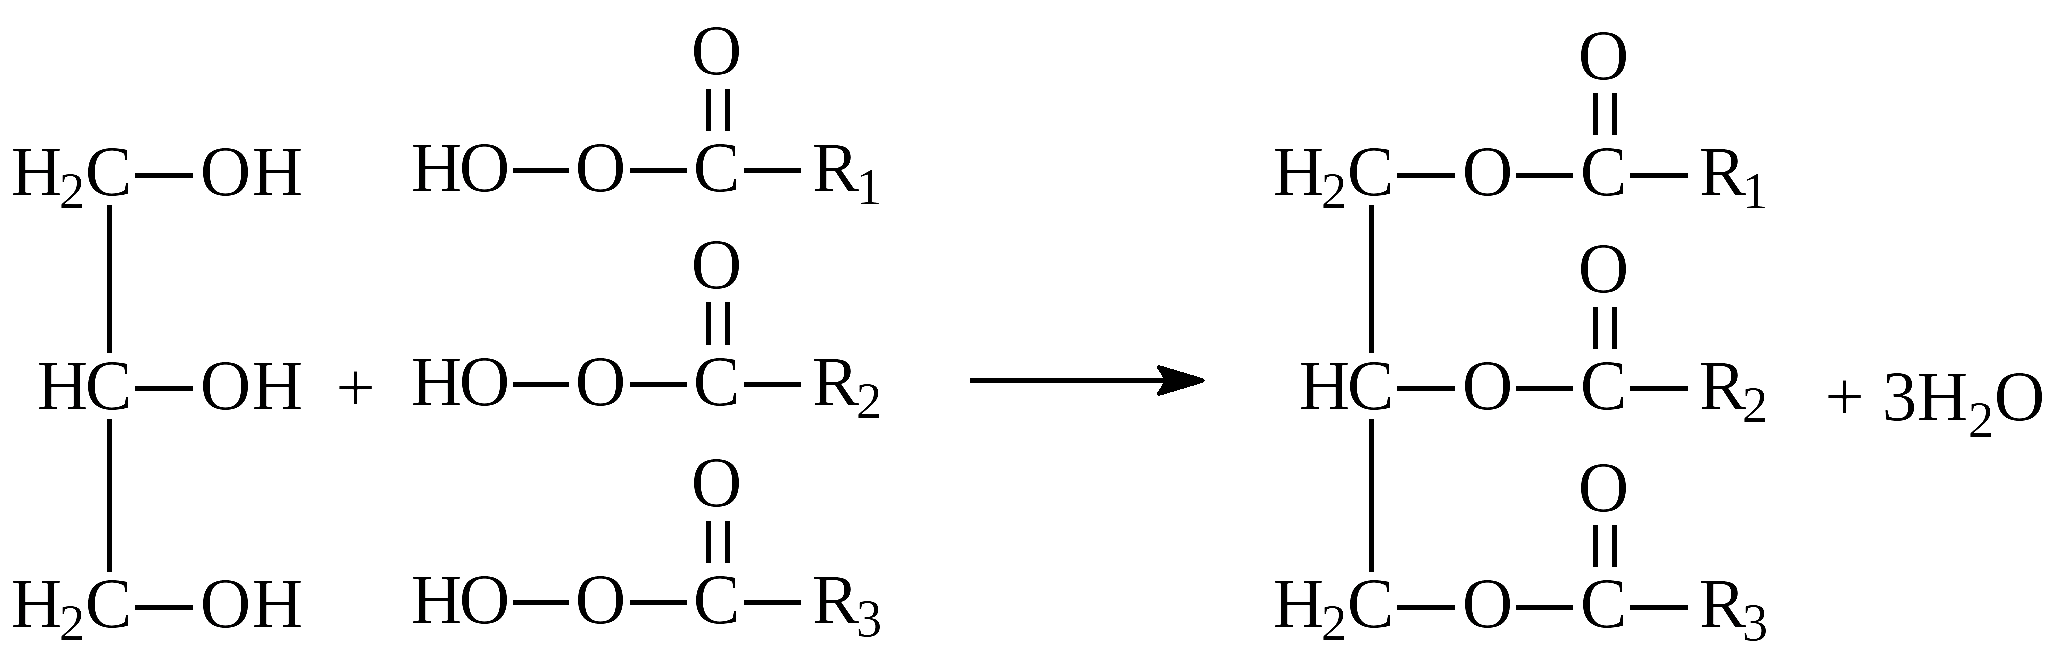 O O
H₂C—OH HO—O—C—R₁ H₂C—O—C—R₁
O O
HC—OH + HO—O—C—R₂ HC—O—C—R₂ + 3H₂O
O O
H₂C—OH HO—O—C—R₃ H₂C—O—C—R₃